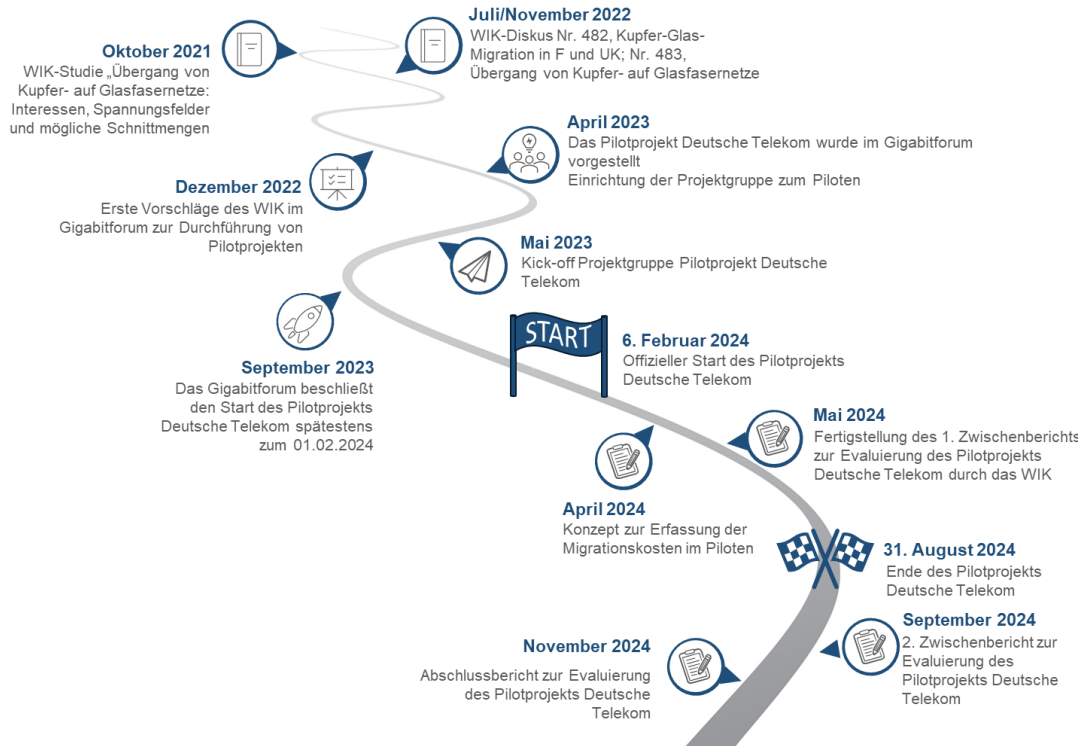 Oktober 2021
WIK-Studie „Übergang von
Kupfer- auf Glasfasernetze:
Interessen, Spannungsfelder
und mögliche Schnittmengen
Juli/November 2022
WIK-Diskus Nr. 482, Kupfer-Glas-
Migration in F und UK; Nr. 483,
Übergang von Kupfer- auf Glasfasernetze
Dezember 2022
Erste Vorschläge des WIK im
Gigabitforum zur Durchführung von
Pilotprojekten
April 2023
Das Pilotprojekt Deutsche Telekom wurde im Gigabitforum
vorgestellt
Einrichtung der Projektgruppe zum Piloten
Mai 2023
Kick-off Projektgruppe Pilotprojekt Deutsche
Telekom
September 2023
Das Gigabitforum beschließt
den Start des Pilotprojekts
Deutsche Telekom spätestens
zum 01.02.2024
START
6. Februar 2024
Offizieller Start des Pilotprojekts
Deutsche Telekom
April 2024
Konzept zur Erfassung der
Migrationskosten im Piloten
Mai 2024
Fertigstellung des 1. Zwischenberichts
zur Evaluierung des Pilotprojekts
Deutsche Telekom durch das WIK
31. August 2024
Ende des Pilotprojekts
Deutsche Telekom
September 2024
2. Zwischenbericht zur
Evaluierung des
Pilotprojekts Deutsche
Telekom
November 2024
Abschlussbericht zur Evaluierung
des Pilotprojekts Deutsche
Telekom